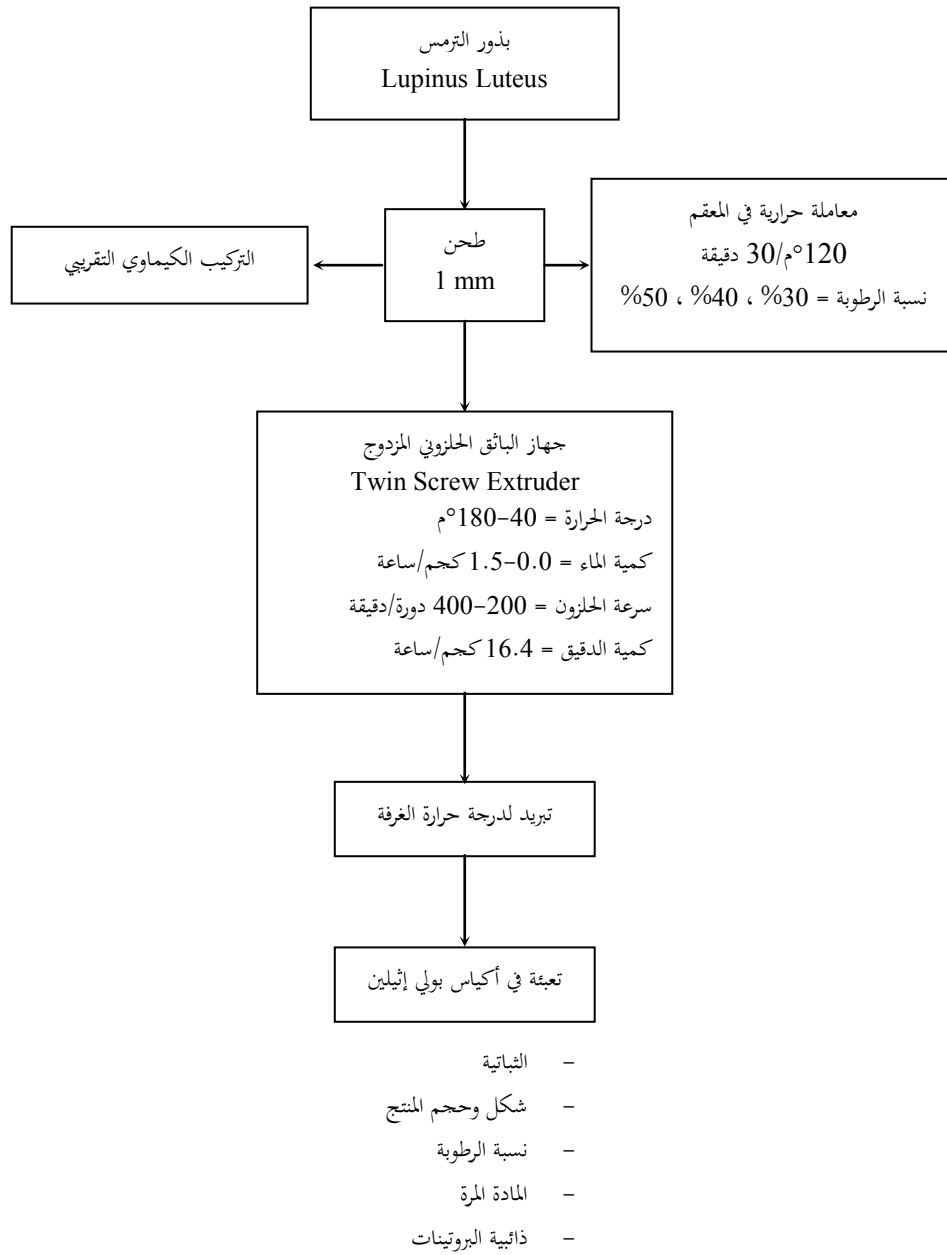 بذور الترمس
Lupinus Luteus
معاملة حرارية في المعقم
120°م/30 دقيقة
نسبة الرطوبة = 30% ، 40% ، 50%
طحن
1 mm
التركيب الكيماوي التقريبي
جهاز الباثق الحلزوني المزدوج
Twin Screw Extruder
درجة الحرارة = 40–180°م
كمية الماء = 0.0–1.5 كجم/ساعة
سرعة الحلزون = 200–400 دورة/دقيقة
كمية الدقيق = 16.4 كجم/ساعة
تبريد لدرجة حرارة الغرفة
تعبئة في أكياس بولي إثيلين
– الثباتية
– شكل وحجم المنتج
– نسبة الرطوبة
– المادة المرة
– ذائبية البروتينات